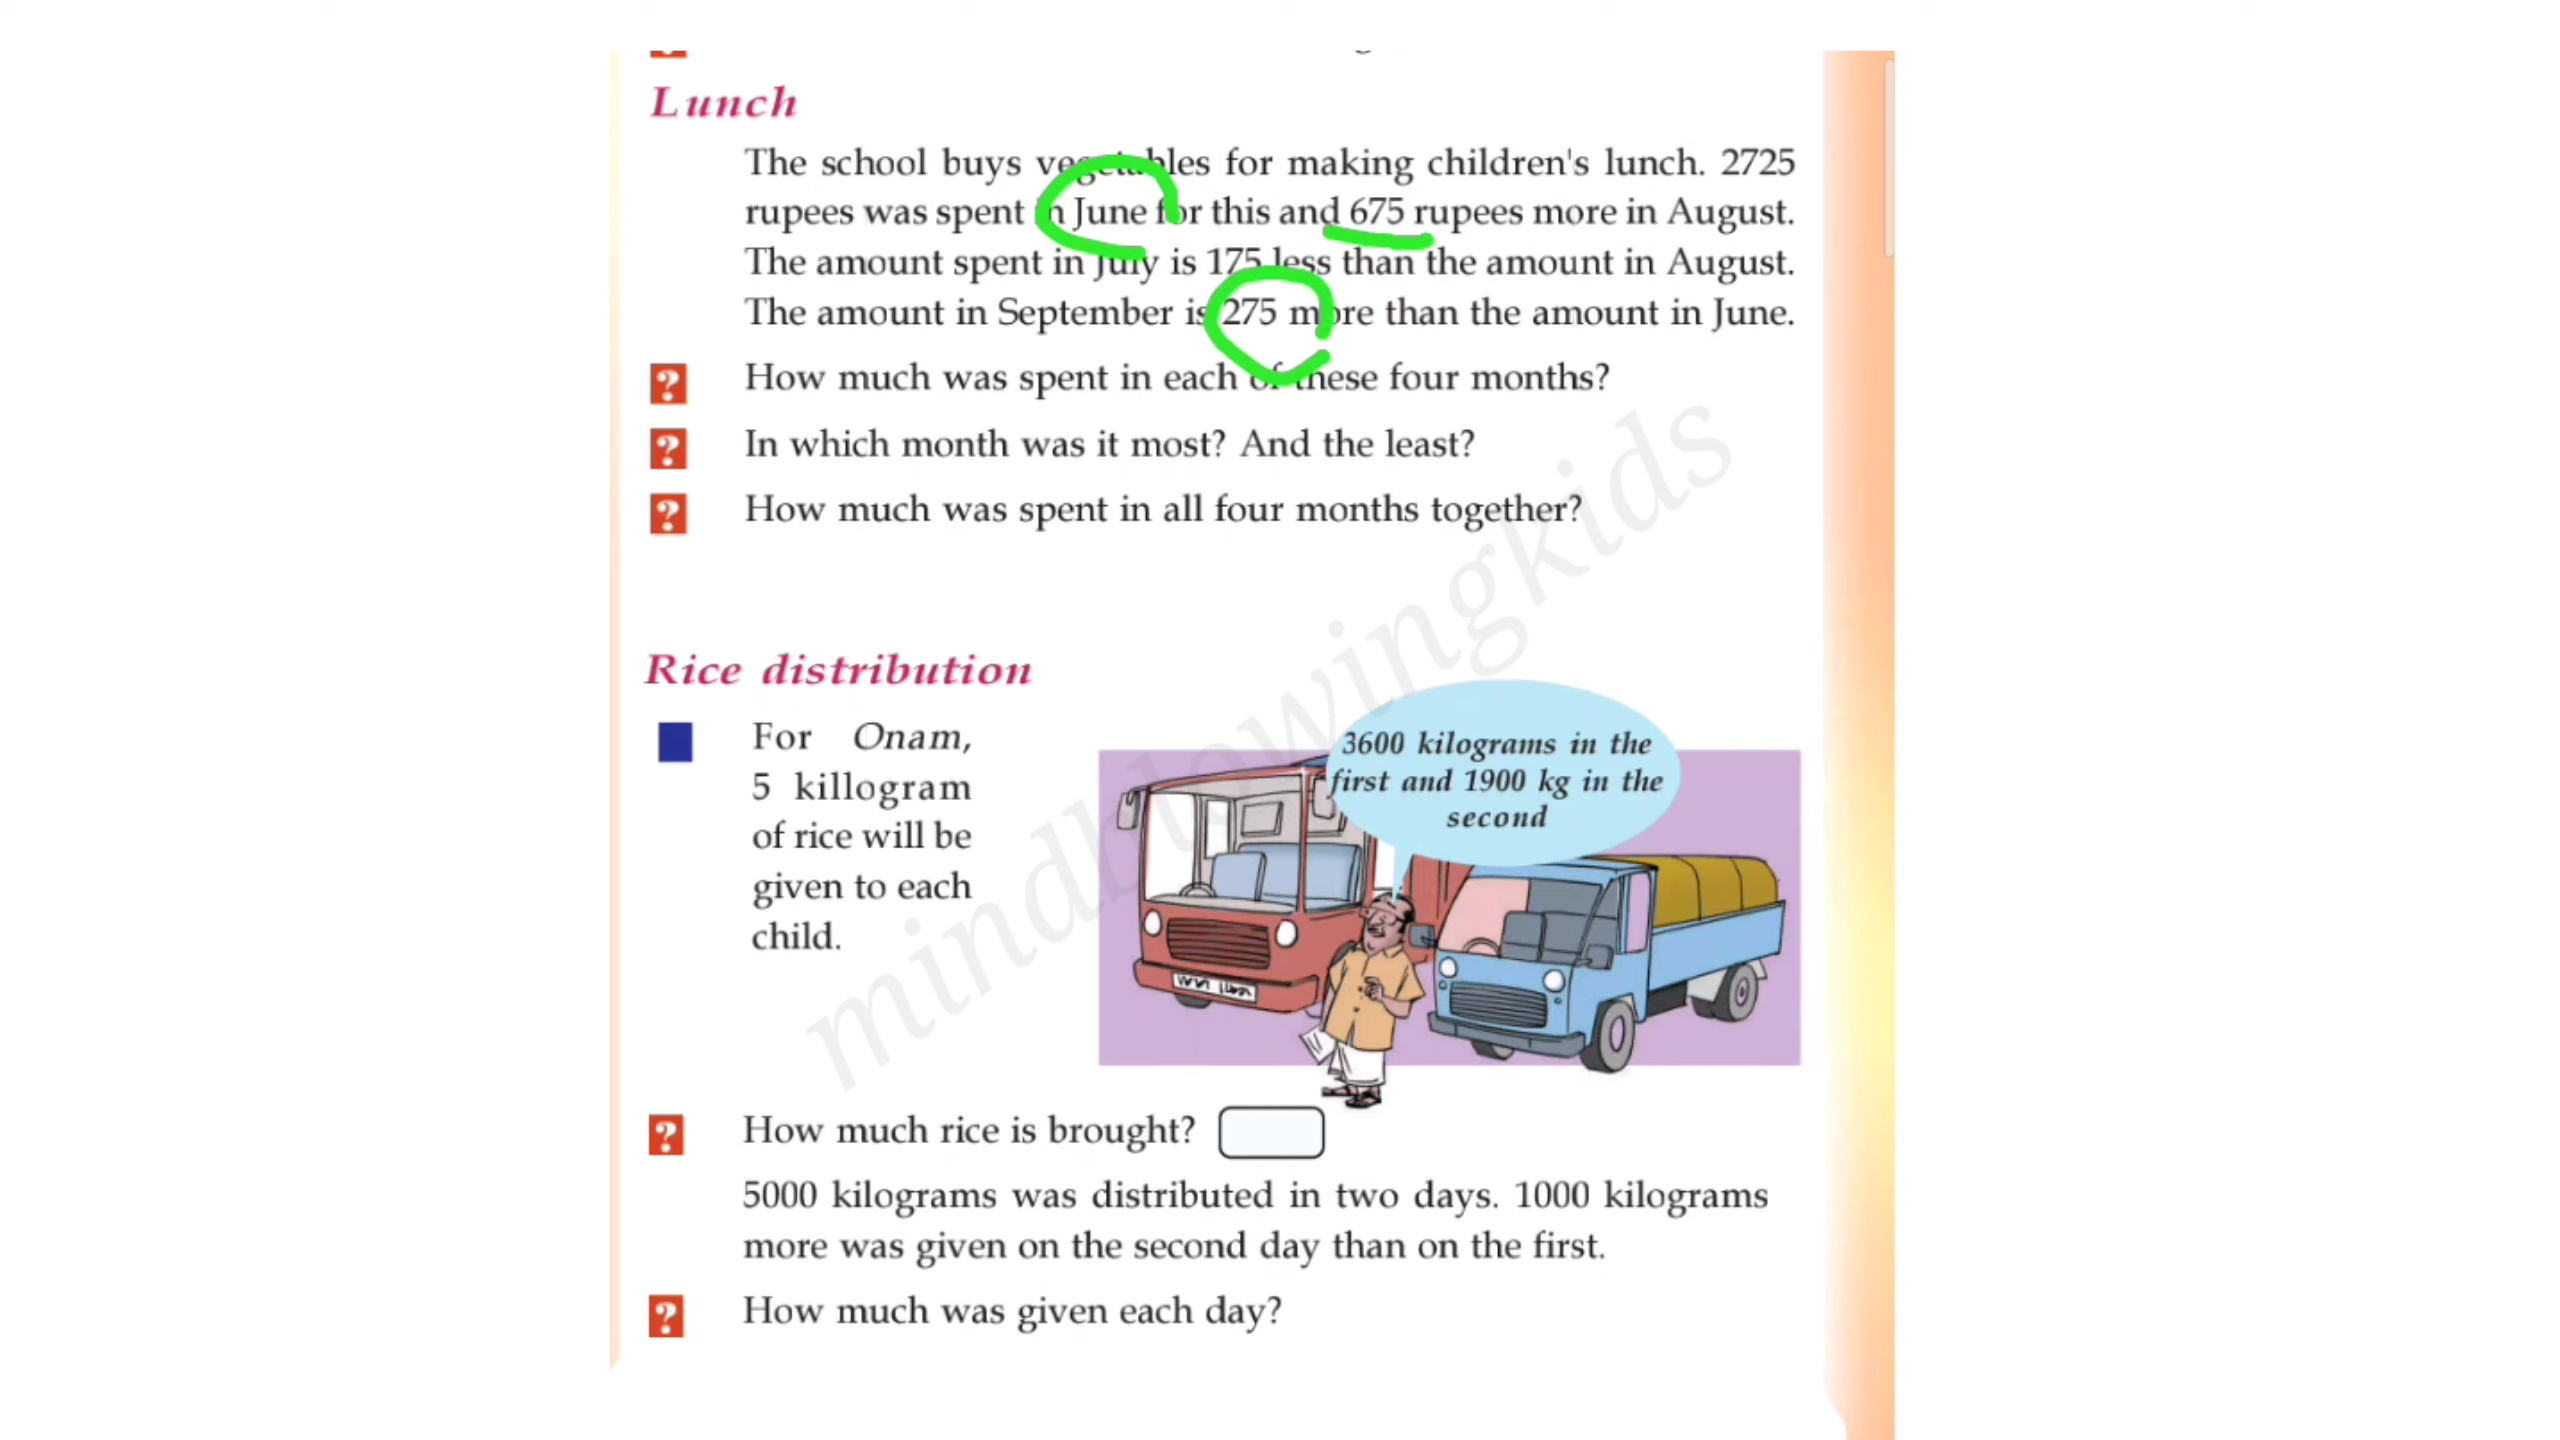 Lunch
The school buys vegetables for making children's lunch. 2725
rupees was spent in June for this and 675 rupees more in August.
The amount spent in July is 175 less than the amount in August.
The amount in September is 275 more than the amount in June.
? How much was spent in each of these four months?
? In which month was it most? And the least?
? How much was spent in all four months together?
Rice distribution
For Onam,
5 killogram
of rice will be
given to each
child.
3600 kilograms in the
first and 1900 kg in the
second
? How much rice is brought?
5000 kilograms was distributed in two days. 1000 kilograms
more was given on the second day than on the first.
? How much was given each day?
mindblowingkids